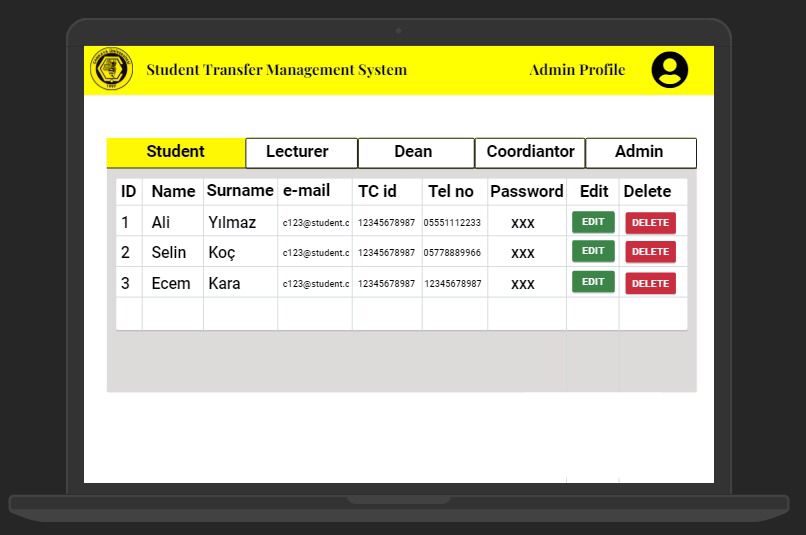 Student Transfer Management System Admin Profile
Student Lecturer Dean Coordiantor Admin
ID Name Surname e-mail TC id Tel no Password Edit Delete
1 Ali Yılmaz c123@student.c 12345678987 05551112233 xxx EDIT DELETE
2 Selin Koç c123@student.c 12345678987 05778889966 xxx EDIT DELETE
3 Ecem Kara c123@student.c 12345678987 12345678987 xxx EDIT DELETE